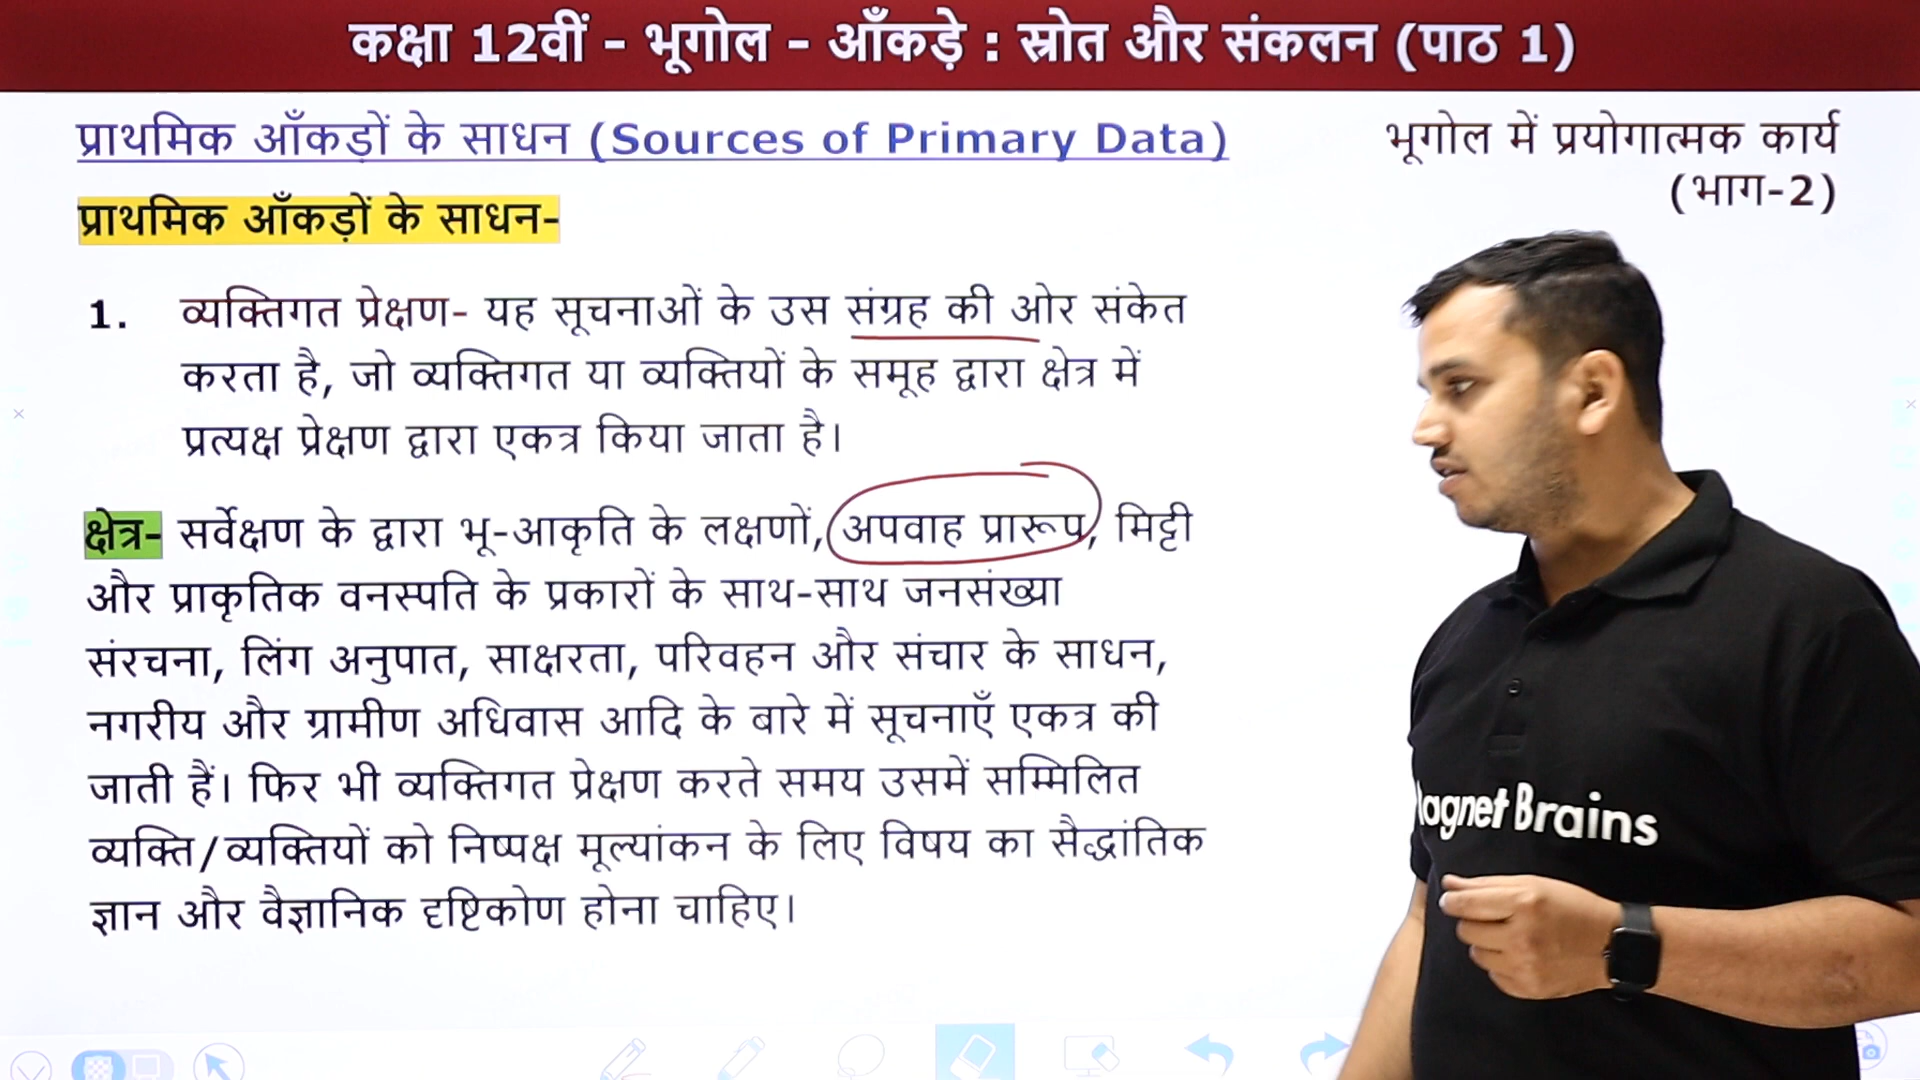 कक्षा 12वीं - भूगोल - आँकड़े : स्रोत और संकलन (पाठ 1)
प्राथमिक आँकड़ों के साधन (Sources of Primary Data)
भूगोल में प्रयोगात्मक कार्य
(भाग-2)
प्राथमिक आँकड़ों के साधन-
1. व्यक्तिगत प्रेक्षण- यह सूचनाओं के उस संग्रह की ओर संकेत
करता है, जो व्यक्तिगत या व्यक्तियों के समूह द्वारा क्षेत्र में
प्रत्यक्ष प्रेक्षण द्वारा एकत्र किया जाता है।
क्षेत्र- सर्वेक्षण के द्वारा भू-आकृति के लक्षणों, अपवाह प्रारूप, मिट्टी
और प्राकृतिक वनस्पति के प्रकारों के साथ-साथ जनसंख्या
संरचना, लिंग अनुपात, साक्षरता, परिवहन और संचार के साधन,
नगरीय और ग्रामीण अधिवास आदि के बारे में सूचनाएँ एकत्र की
जाती हैं। फिर भी व्यक्तिगत प्रेक्षण करते समय उसमें सम्मिलित
व्यक्ति/व्यक्तियों को निष्पक्ष मूल्यांकन के लिए विषय का सैद्धांतिक
ज्ञान और वैज्ञानिक दृष्टिकोण होना चाहिए।
agnet Brains